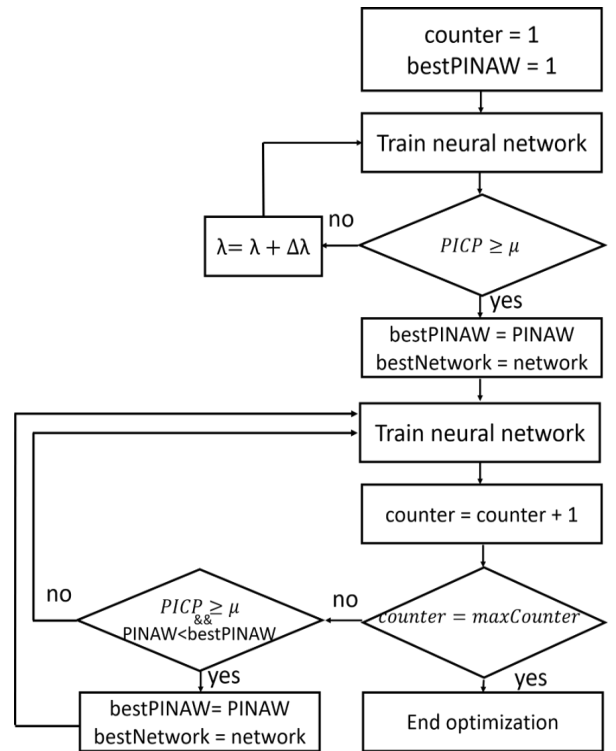 counter = 1
bestPINAW = 1
Train neural network
no
λ= λ + Δλ
PICP ≥ μ
yes
bestPINAW = PINAW
bestNetwork = network
Train neural network
counter = counter + 1
no
PICP ≥ μ
&&
PINAW<bestPINAW
no
counter = maxCounter
yes
yes
bestPINAW= PINAW
bestNetwork = network
End optimization